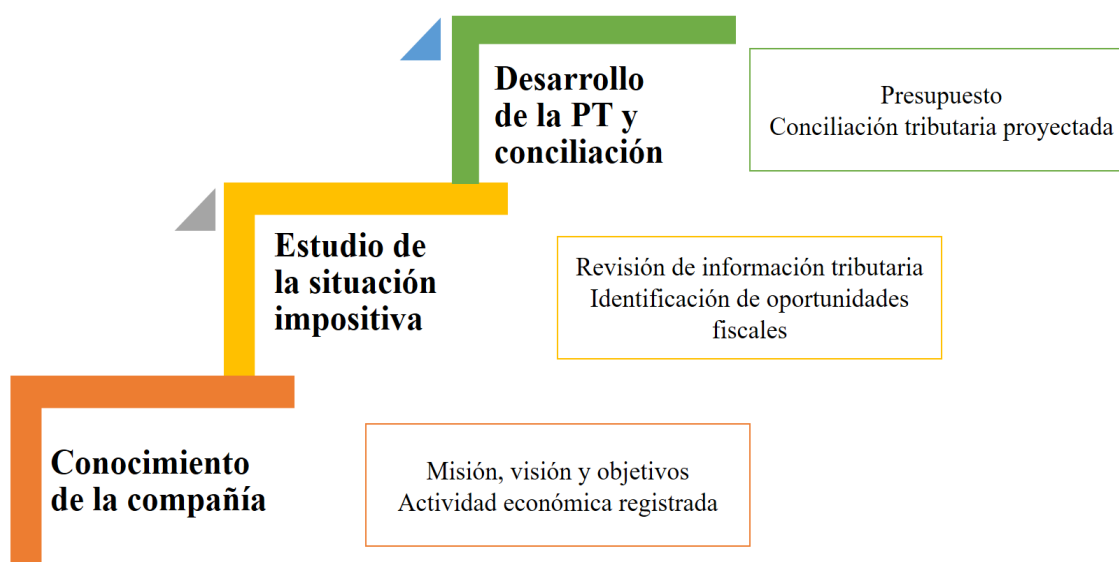 Desarrollo
de la PT y
conciliación
Presupuesto
Conciliación tributaria proyectada
Estudio de
la situación
impositiva
Revisión de información tributaria
Identificación de oportunidades
fiscales
Conocimiento
de la compañía
Misión, visión y objetivos
Actividad económica registrada